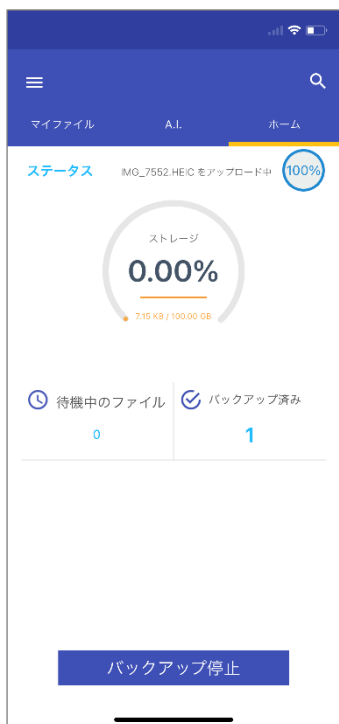 マイファイル
A.I.
ホーム
ステータス
IMG_7552.HEIC をアップロード中
100%
ストレージ
0.00%
7.15 KB / 100.00 GB
待機中のファイル
0
バックアップ済み
1
バックアップ停止